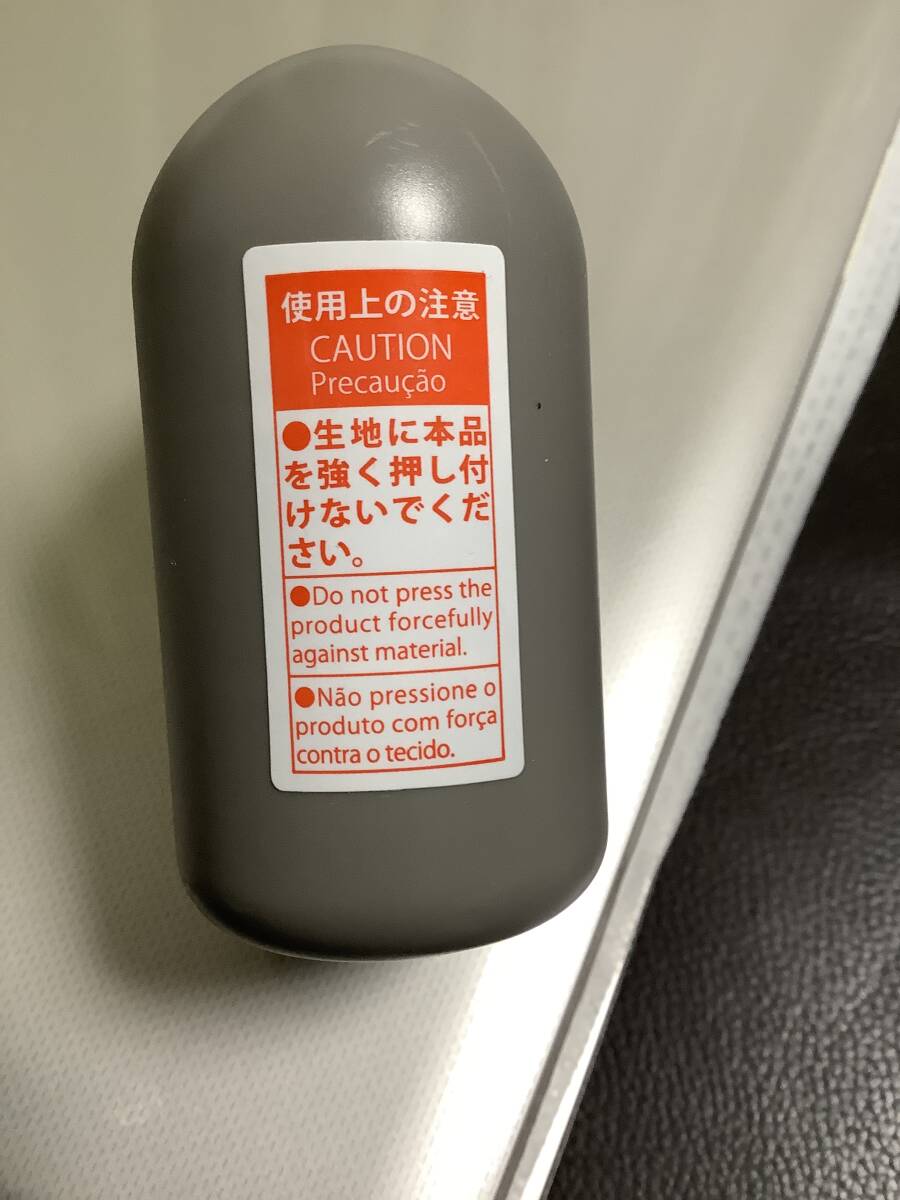 使用上の注意
CAUTION
Precaução
●生地に本品
を強く押し付
けないでくだ
さい。
●Do not press the
product forcefully
against material.
●Não pressione o
produto com força
contra o tecido.